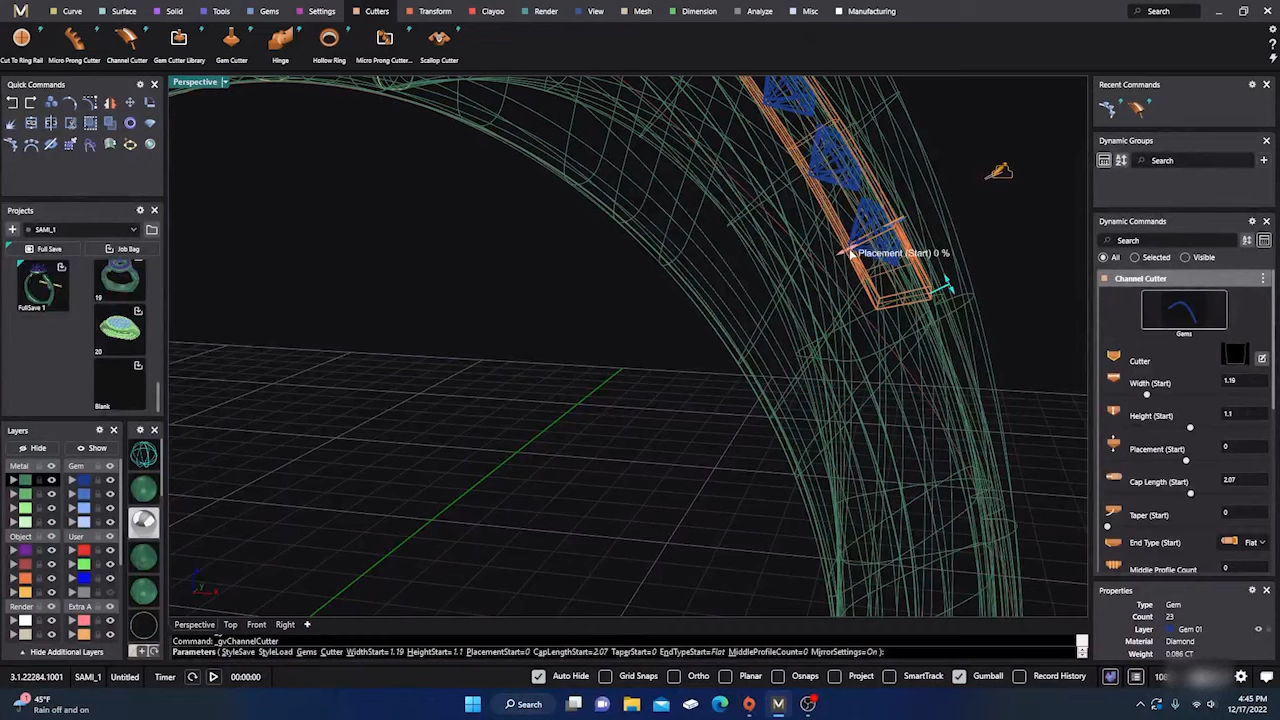 Curve Surface Solid Tools Gems Settings Cutters Transform Clayoo Render View Mesh Dimension Analyze Misc Manufacturing Search
Cut To Ring Rail Micro Prong Cutter Channel Cutter Gem Cutter Library Gem Cutter Hinge Hollow Ring Micro Prong Cutter... Scallop Cutter
Quick Commands
Perspective
Recent Commands
Dynamic Groups
Search
Projects
SAMI_1
Full Save Job Bag
FullSave 1
19
20
Blank
Placement (Start) 0 %
Dynamic Commands
Search
All Selected Visible
Channel Cutter
Gems
Cutter
Width (Start) 1.19
Height (Start) 1.1
Placement (Start) 0
Cap Length (Start) 2.07
Taper (Start) 0
End Type (Start) Flat
Middle Profile Count 0
Layers
Hide Show
Metal Gem
Object User
Render Extra A
Hide Additional Layers
Properties
Type Gem
Count 23
Layer Gem 01
Material Diamond
Weight 0.086 CT
y
Perspective Top Front Right
Command: _gvChannelCutter
Parameters (StyleSave StyleLoad Gems Cutter WidthStart=1.19 HeightStart=1.1 PlacementStart=0 CapLengthStart=2.07 TaperStart=0 EndTypeStart=Flat MiddleProfileCount=0 MirrorSettings=On ):
3.1.22284.1001 SAMI_1 Untitled Timer 00:00:00 Auto Hide Grid Snaps Ortho Planar Osnaps Project SmartTrack Gumball Record History
45°F
Rain off and on
Search
4:45 PM
12/17/2022